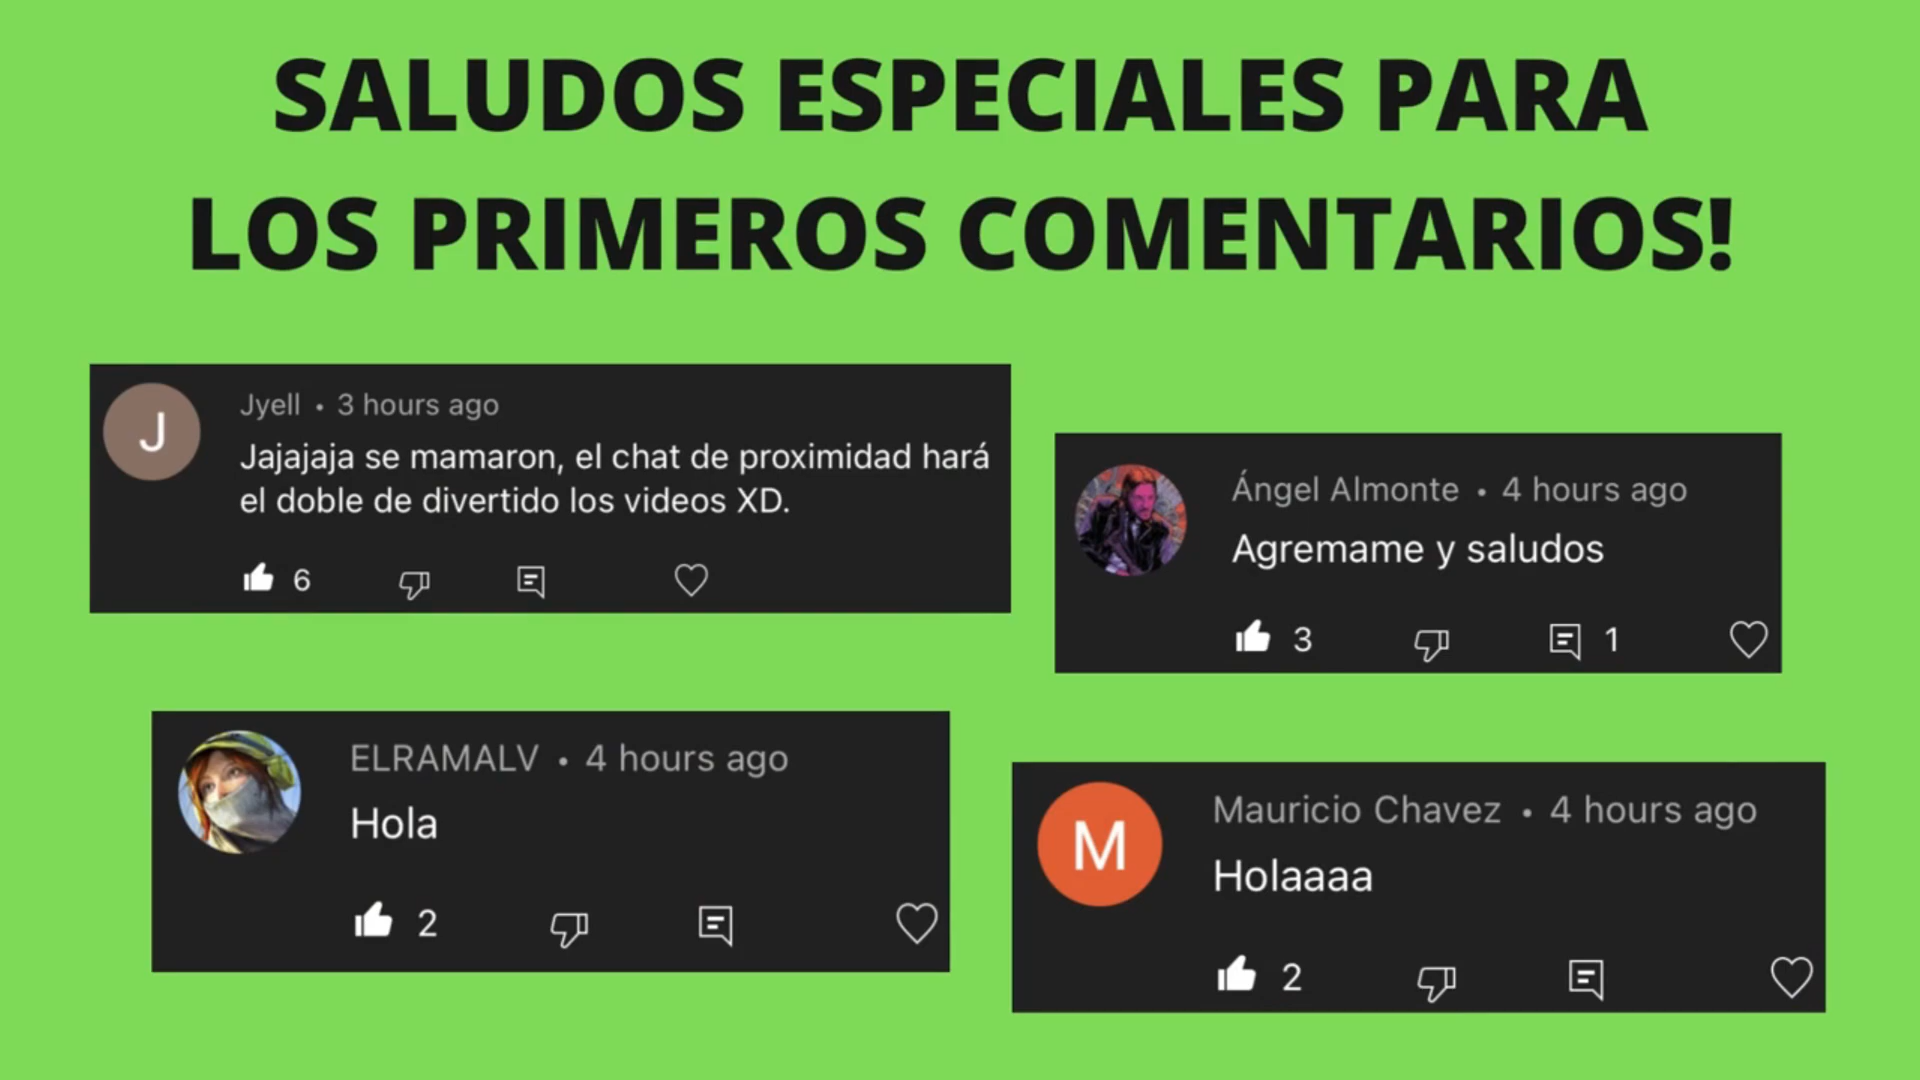 SALUDOS ESPECIALES PARA
LOS PRIMEROS COMENTARIOS!
J
Jyell • 3 hours ago
Jajajaja se mamaron, el chat de proximidad hará
el doble de divertido los videos XD.
6
Ángel Almonte • 4 hours ago
Agremame y saludos
3 1
ELRAMALV • 4 hours ago
Hola
2
M
Mauricio Chavez • 4 hours ago
Holaaaa
2